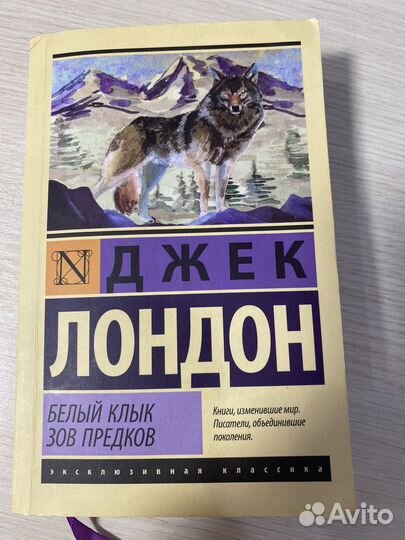 N
ДЖЕК
ЛОНДОН
БЕЛЫЙ КЛЫК
ЗОВ ПРЕДКОВ
Книги, изменившие мир.
Писатели, объединившие
поколения.
эксклюзивная классика
Avito